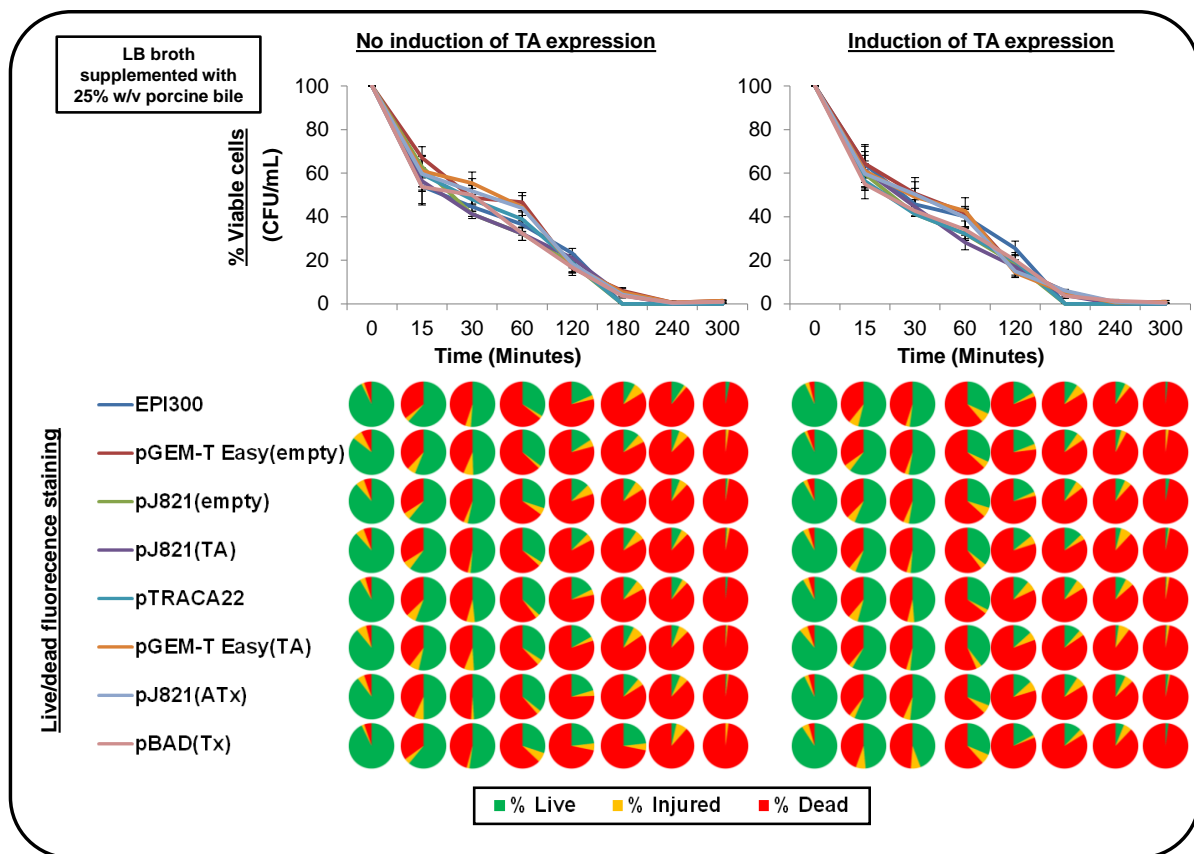 LB broth
supplemented with
25% w/v porcine bile
No induction of TA expression
Induction of TA expression
% Viable cells
(CFU/mL)
100
80
60
40
20
0
0 15 30 60 120 180 240 300
Time (Minutes)
100
80
60
40
20
0
0 15 30 60 120 180 240 300
Time (Minutes)
Live/dead fluorescence staining
EPI300
pGEM-T Easy(empty)
pJ821(empty)
pJ821(TA)
pTRACA22
pGEM-T Easy(TA)
pJ821(ATx)
pBAD(Tx)
% Live % Injured % Dead